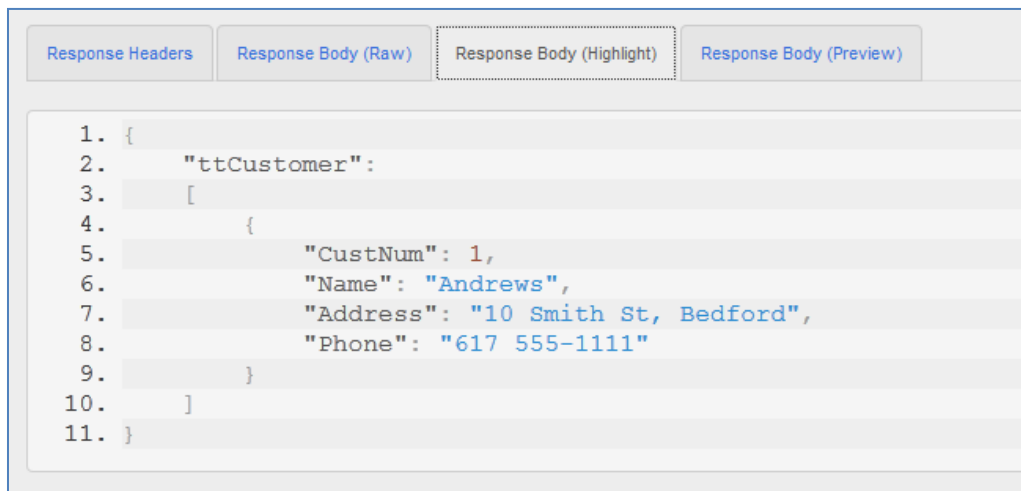 Response Headers Response Body (Raw) Response Body (Highlight) Response Body (Preview)
1. {
2. "ttCustomer":
3. [
4. {
5. "CustNum": 1,
6. "Name": "Andrews",
7. "Address": "10 Smith St, Bedford",
8. "Phone": "617 555-1111"
9. }
10. ]
11. }